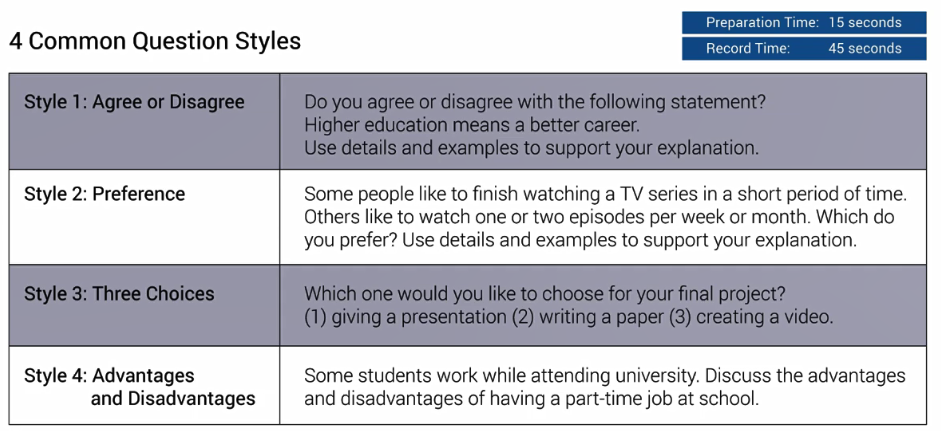 4 Common Question Styles
Preparation Time: 15 seconds
Record Time: 45 seconds
Style 1: Agree or Disagree
Do you agree or disagree with the following statement?
Higher education means a better career.
Use details and examples to support your explanation.
Style 2: Preference
Some people like to finish watching a TV series in a short period of time.
Others like to watch one or two episodes per week or month. Which do
you prefer? Use details and examples to support your explanation.
Style 3: Three Choices
Which one would you like to choose for your final project?
(1) giving a presentation (2) writing a paper (3) creating a video.
Style 4: Advantages
and Disadvantages
Some students work while attending university. Discuss the advantages
and disadvantages of having a part-time job at school.